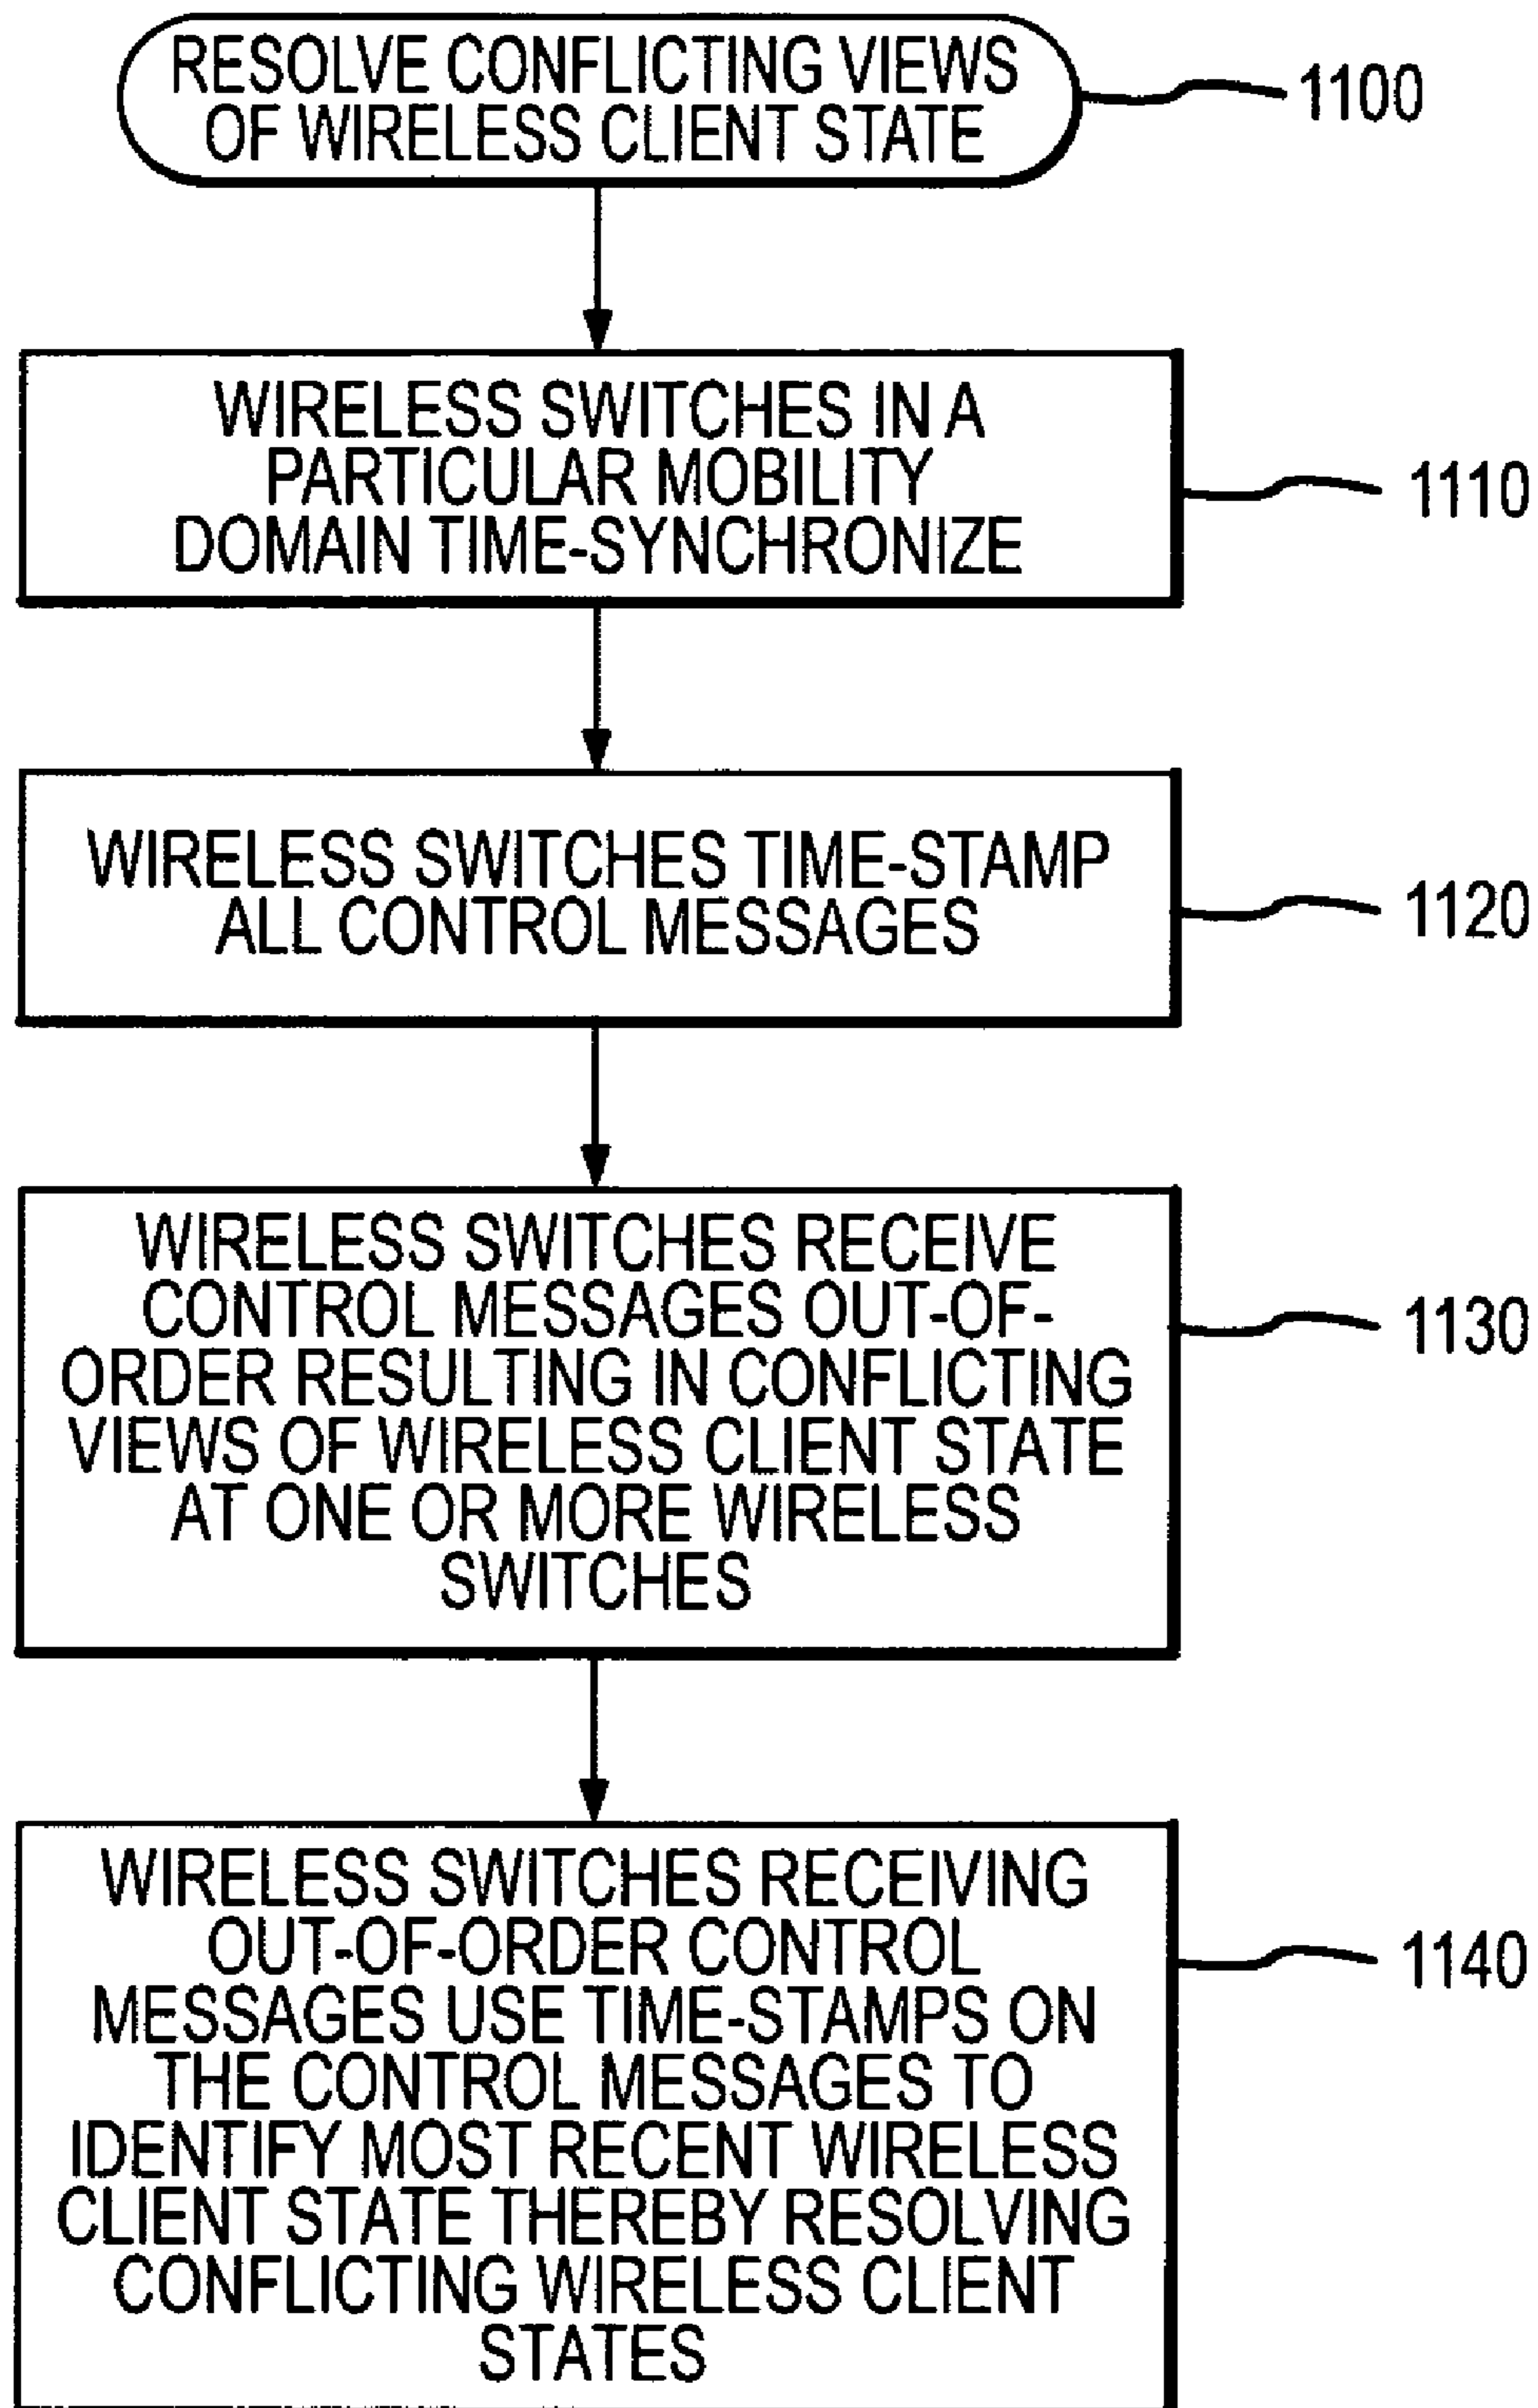 RESOLVE CONFLICTING VIEWS
OF WIRELESS CLIENT STATE
1100
WIRELESS SWITCHES IN A
PARTICULAR MOBILITY
DOMAIN TIME-SYNCHRONIZE
1110
WIRELESS SWITCHES TIME-STAMP
ALL CONTROL MESSAGES
1120
WIRELESS SWITCHES RECEIVE
CONTROL MESSAGES OUT-OF-
ORDER RESULTING IN CONFLICTING
VIEWS OF WIRELESS CLIENT STATE
AT ONE OR MORE WIRELESS
SWITCHES
1130
WIRELESS SWITCHES RECEIVING
OUT-OF-ORDER CONTROL
MESSAGES USE TIME-STAMPS ON
THE CONTROL MESSAGES TO
IDENTIFY MOST RECENT WIRELESS
CLIENT STATE THEREBY RESOLVING
CONFLICTING WIRELESS CLIENT
STATES
1140